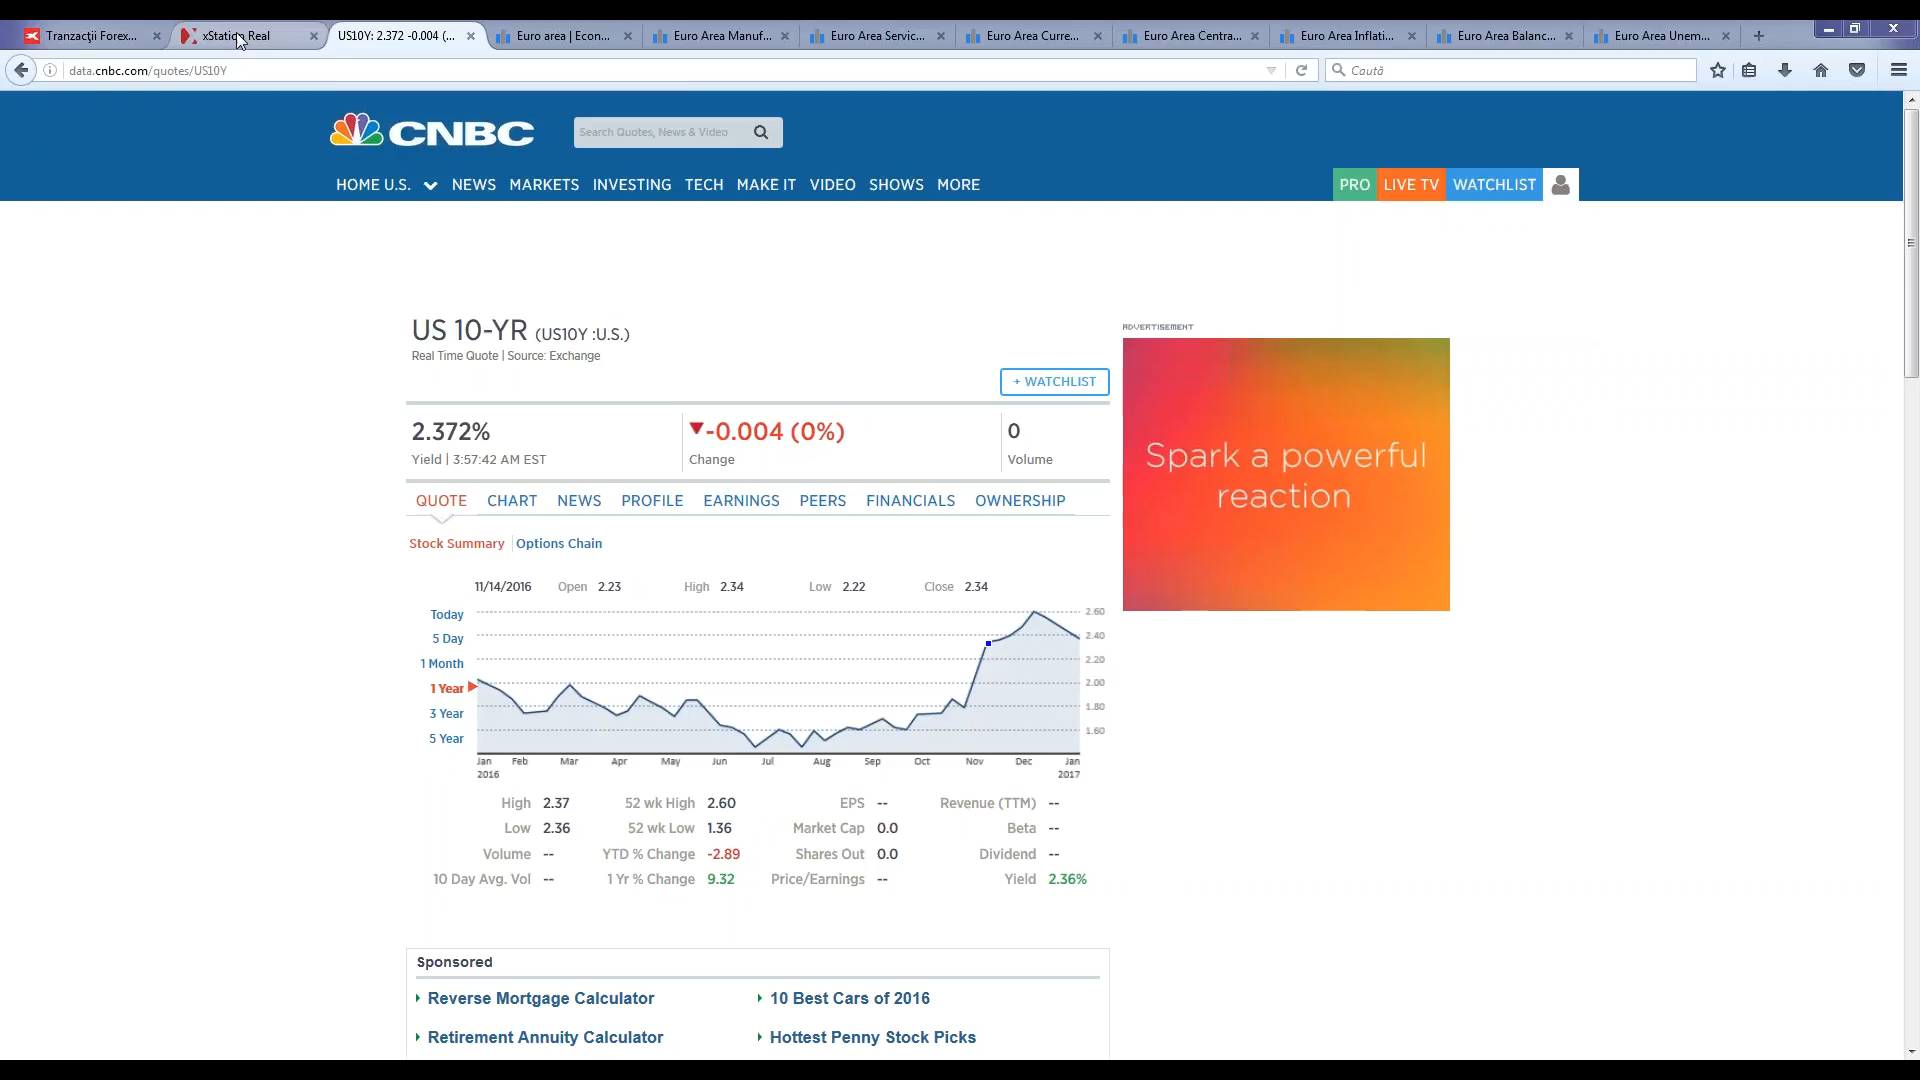 Tranzacţii Forex...
xStation Real
US10Y: 2.372 -0.004 (...
Euro area | Econ...
Euro Area Manuf...
Euro Area Servic...
Euro Area Curre...
Euro Area Centra...
Euro Area Inflati...
Euro Area Balanc...
Euro Area Unem...
data.cnbc.com/quotes/US10Y
Caută
CNBC
Search Quotes, News & Video
HOME U.S. NEWS MARKETS INVESTING TECH MAKE IT VIDEO SHOWS MORE
PRO LIVE TV WATCHLIST
US 10-YR (US10Y :U.S.)
Real Time Quote | Source: Exchange
+ WATCHLIST
2.372%
Yield | 3:57:42 AM EST
-0.004 (0%)
Change
0
Volume
QUOTE CHART NEWS PROFILE EARNINGS PEERS FINANCIALS OWNERSHIP
Stock Summary Options Chain
11/14/2016 Open 2.23 High 2.34 Low 2.22 Close 2.34
Today
5 Day
1 Month
1 Year
3 Year
5 Year
2.60
2.40
2.20
2.00
1.80
1.60
Jan Feb Mar Apr May Jun Jul Aug Sep Oct Nov Dec Jan
2016 2017
High 2.37 52 wk High 2.60 EPS -- Revenue (TTM) --
Low 2.36 52 wk Low 1.36 Market Cap 0.0 Beta --
Volume -- YTD % Change -2.89 Shares Out 0.0 Dividend --
10 Day Avg. Vol -- 1 Yr % Change 9.32 Price/Earnings -- Yield 2.36%
ADVERTISEMENT
Spark a powerful
reaction
Sponsored
Reverse Mortgage Calculator
10 Best Cars of 2016
Retirement Annuity Calculator
Hottest Penny Stock Picks